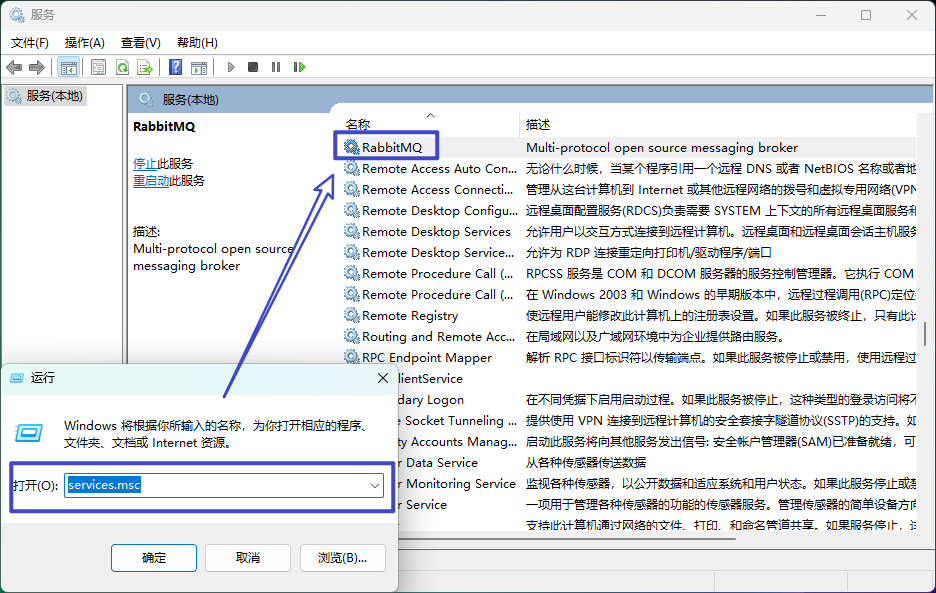 服务
文件(F) 操作(A) 查看(V) 帮助(H)
服务(本地)
服务(本地)
RabbitMQ
停止此服务
重启动此服务
描述:
Multi-protocol open source
messaging broker
名称 描述
RabbitMQ Multi-protocol open source messaging broker
Remote Access Auto Con... 无论什么时候，当某个程序引用一个远程 DNS 或者 NetBIOS 名称或者地
Remote Access Connecti... 管理从这台计算机到 Internet 或其他远程网络的拨号和虚拟专用网络(VPN
Remote Desktop Configu... 远程桌面配置服务(RDCS)负责需要 SYSTEM 上下文的所有远程桌面服务和
Remote Desktop Services 允许用户以交互方式连接到远程计算机。远程桌面和远程桌面会话主机服务
Remote Desktop Service... 允许为 RDP 连接重定向打印机/驱动程序/端口
Remote Procedure Call (... RPCSS 服务是 COM 和 DCOM 服务器的服务控制管理器。它执行 COM
Remote Procedure Call (... 在 Windows 2003 和 Windows 的早期版本中，远程过程调用(RPC)定位
Remote Registry 使远程用户能修改此计算机上的注册表设置。如果此服务被终止，只有此计
Routing and Remote Acc... 在局域网以及广域网环境中为企业提供路由服务。
RPC Endpoint Mapper 解析 RPC 接口标识符以传输端点。如果此服务被停止或禁用，使用远程过
lientService
dary Logon 在不同凭据下启用启动过程。如果此服务被停止，这种类型的登录访问将不
e Socket Tunneling ... 提供使用 VPN 连接到远程计算机的安全套接字隧道协议(SSTP)的支持。如
ty Accounts Manag... 启动此服务将向其他服务发出信号: 安全帐户管理器(SAM)已准备就绪，可
r Data Service 从各种传感器传送数据
r Monitoring Service 监视各种传感器，以公开数据和适应系统和用户状态。如果此服务停止或禁
r Service 一项用于管理各种传感器的功能的传感器服务。管理传感器的简单设备方向
支持此计算机通过网络的文件、打印、和命名管道共享。如果服务停止，这
运行
Windows 将根据你所输入的名称，为你打开相应的程序、
文件夹、文档或 Internet 资源。
打开(O): services.msc
确定 取消 浏览(B)...